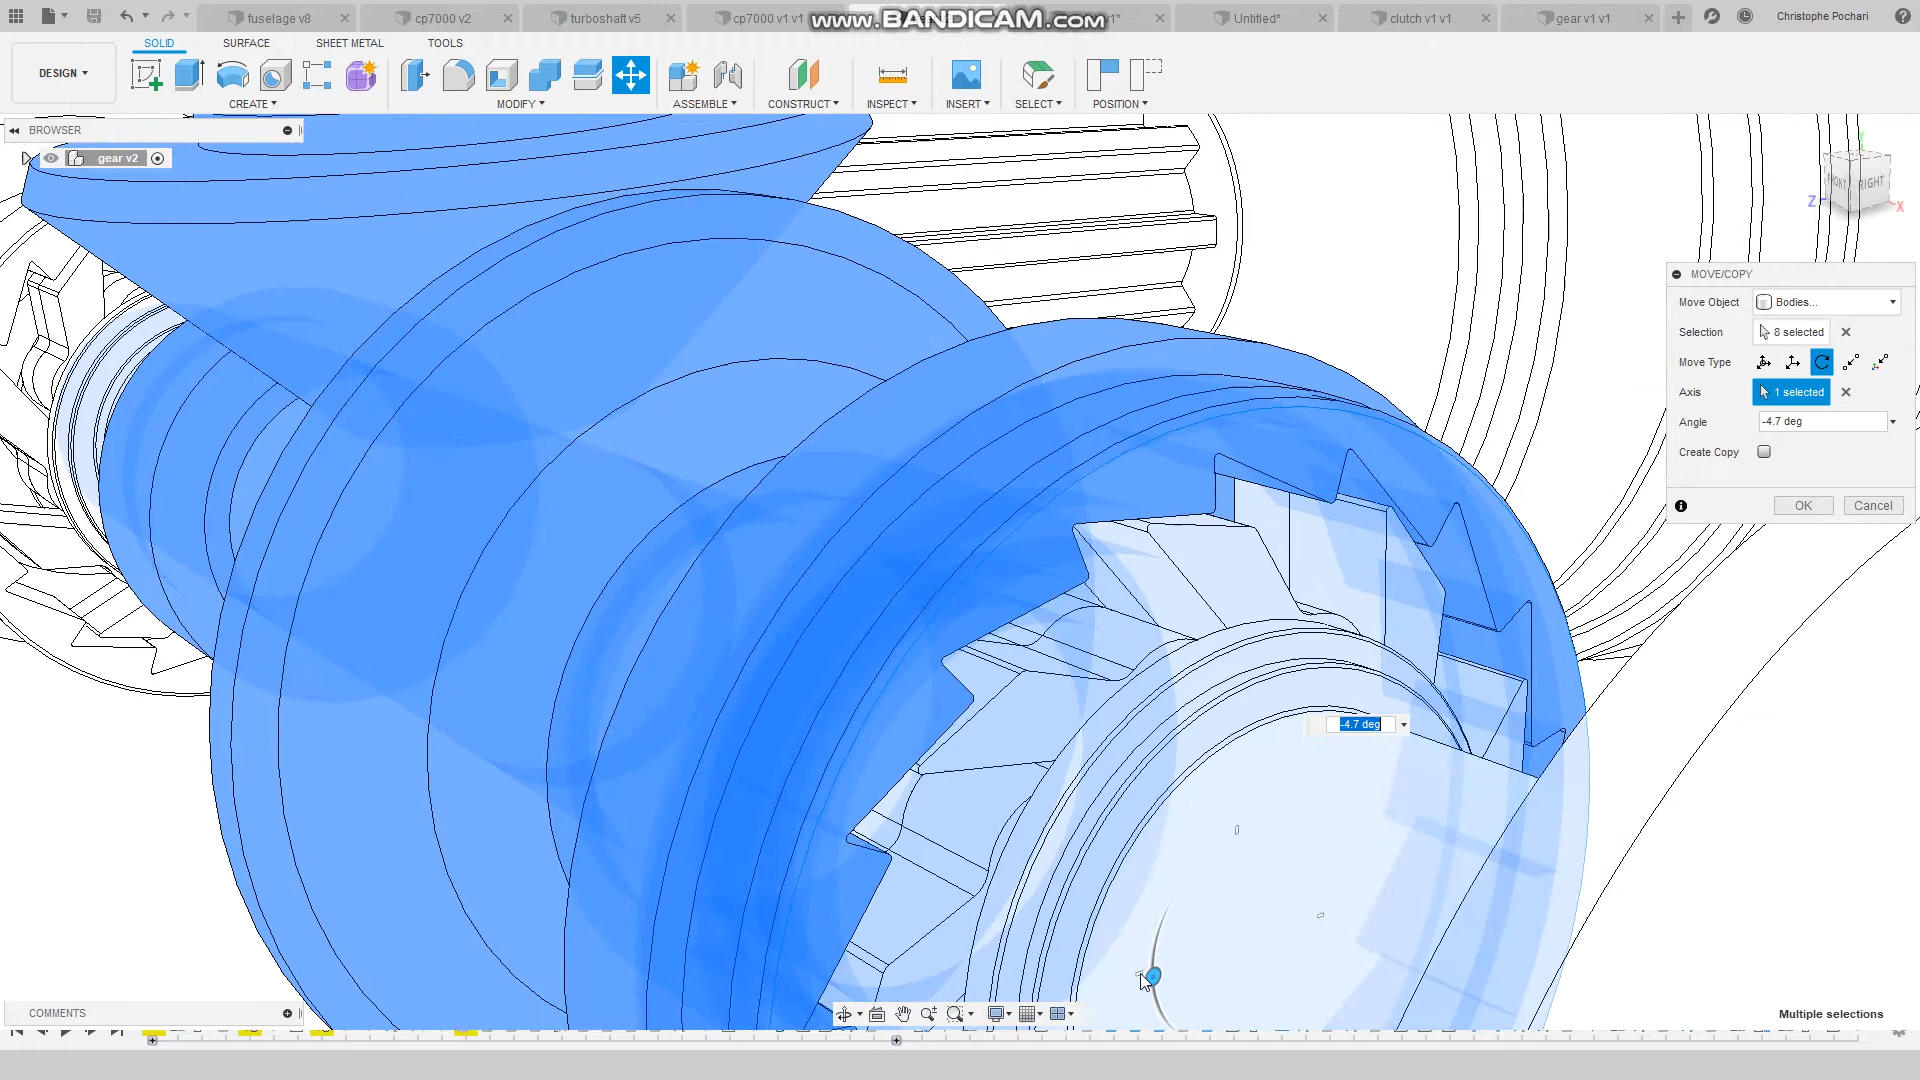 fuselage v8
cp7000 v2
turboshaft v5
cp7000 v1 v1
www.BANDICAM.com
v1*
Untitled*
clutch v1 v1
gear v1 v1
Christophe Pochari
SOLID
SURFACE
SHEET METAL
TOOLS
DESIGN
CREATE
MODIFY
ASSEMBLE
CONSTRUCT
INSPECT
INSERT
SELECT
POSITION
BROWSER
gear v2
FRONT
RIGHT
Y
Z
X
MOVE/COPY
Move Object
Bodies...
Selection
8 selected
Move Type
Axis
1 selected
Angle
-4.7 deg
Create Copy
OK
Cancel
-4.7 deg
COMMENTS
Multiple selections